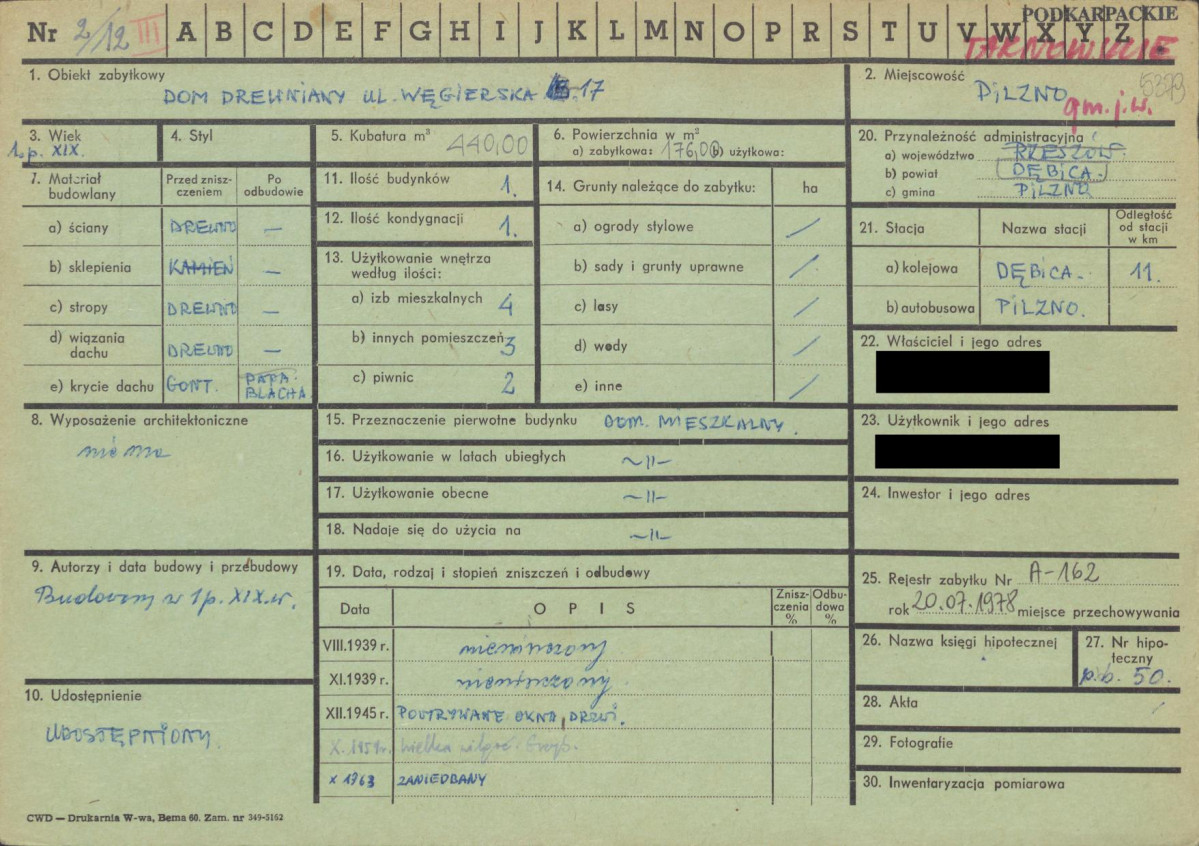 Nr 2/12 III A B C D E F G H I J K L M N O P R S T U V W X Y Z
PODKARPACKIE
TARNOWSKIE
1. Obiekt zabytkowy
DOM DREWNIANY UL. WĘGIERSKA 17
2. Miejscowość
5393
PILZNO
gm. j.w.
3. Wiek
1. p. XIX.
4. Styl
5. Kubatura m³ 440,00
6. Powierzchnia w m²
a) zabytkowa: 176,00 b) użytkowa:
7. Materiał budowlany
Przed zniszczeniem
Po odbudowie
a) ściany DREWNO —
b) sklepienia KAMIEŃ —
c) stropy DREWNO
d) wiązania dachu DREWNO —
e) krycie dachu GONT. PAPA BLACHA
8. Wyposażenie architektoniczne
nie ma
9. Autorzy i data budowy i przebudowy
Budowany w 1 p. XIX.w.
10. Udostępnienie
UDOSTĘPNIONY
11. Ilość budynków 1.
12. Ilość kondygnacji 1.
13. Użytkowanie wnętrza
według ilości:
a) izb mieszkalnych 4
b) innych pomieszczeń 3
c) piwnic 2
14. Grunty należące do zabytku: ha
a) ogrody stylowe /
b) sady i grunty uprawne /
c) lasy /
d) wody /
e) inne /
15. Przeznaczenie pierwotne budynku DOM. MIESZKALNY.
16. Użytkowanie w latach ubiegłych ~11-
17. Użytkowanie obecne ~11-
18. Nadaje się do użycia na ~11-
19. Data, rodzaj i stopień zniszczeń i odbudowy
Data O P I S Zniszczenia % Odbudowa %
VIII.1939 r. niezniszczony
XI.1939 r. niezniszczony.
XII.1945 r. POWYRYWANE OKNA, DRZWI.
X. 1959r. Wielka wilgoć. Grzyb.
X 1963 ZANIEDBANY
20. Przynależność administracyjna
a) województwo RZESZÓW.
b) powiat DĘBICA.
c) gmina PILZNO
21. Stacja Nazwa stacji Odległość od stacji w km
a) kolejowa DĘBICA. 11.
b) autobusowa PILZNO.
22. Właściciel i jego adres
23. Użytkownik i jego adres
24. Inwestor i jego adres
25. Rejestr zabytku Nr A-162
rok 20.07.1978 miejsce przechowywania
26. Nazwa księgi hipotecznej
27. Nr hipoteczny
p.b. 50.
28. Akta
29. Fotografie
30. Inwentaryzacja pomiarowa
CWD — Drukarnia W-wa, Bema 60. Zam. nr 349-5162